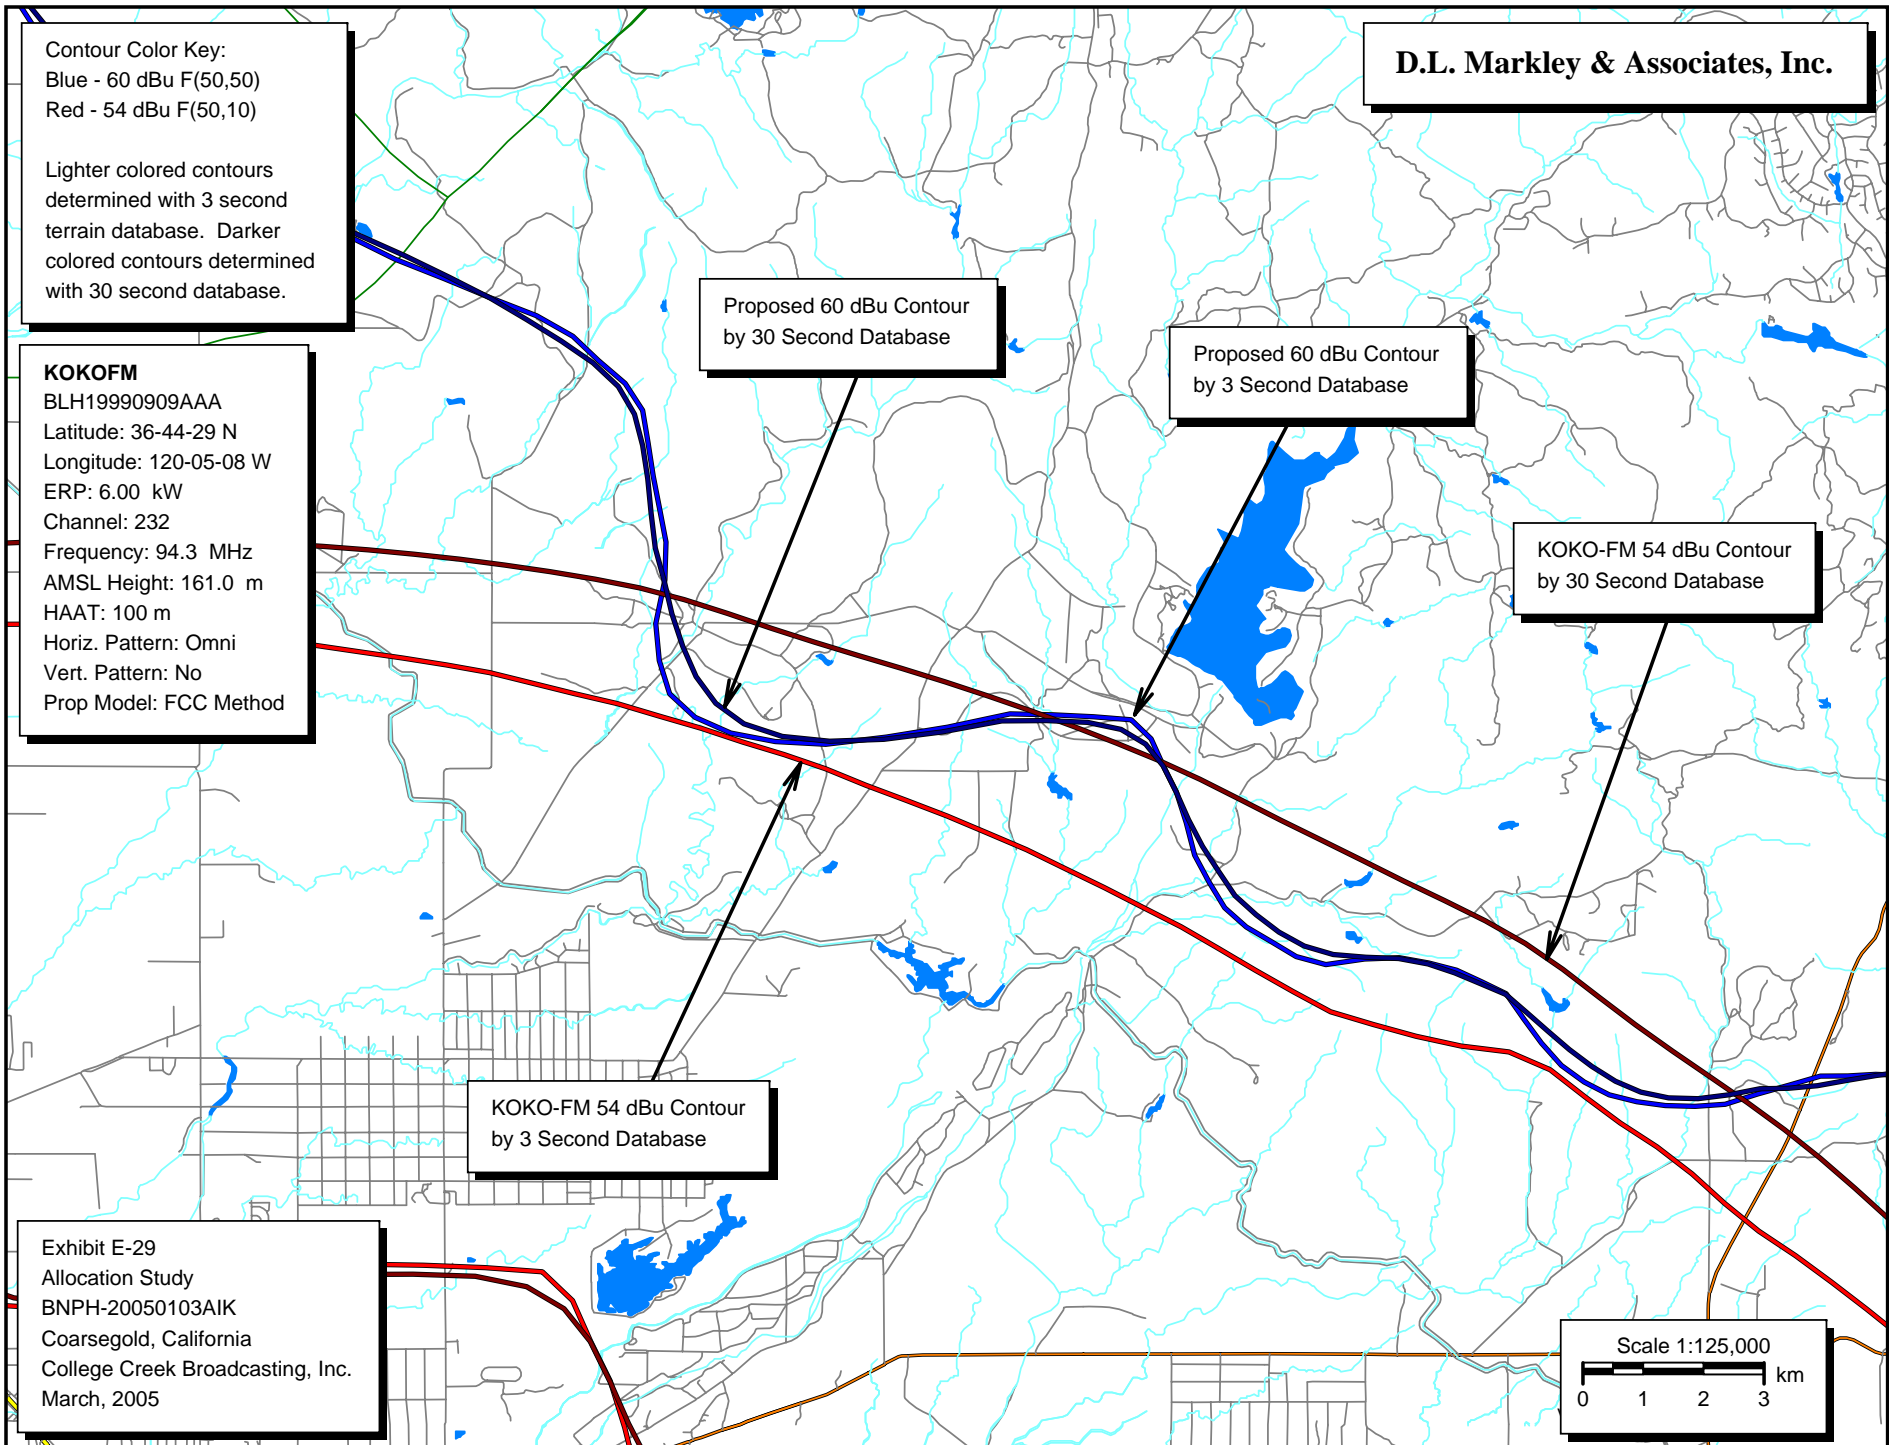 Contour Color Key:
Blue - 60 dBu F(50,50)
Red - 54 dBu F(50,10)
Lighter colored contours
determined with 3 second
terrain database.  Darker
colored contours determined
with 30 second database.
D.L. Markley & Associates, Inc.
KOKOFM
BLH19990909AAA
Latitude: 36-44-29 N
Longitude: 120-05-08 W
ERP: 6.00  kW
Channel: 232
Frequency: 94.3  MHz
AMSL Height: 161.0  m
HAAT: 100 m
Horiz. Pattern: Omni
Vert. Pattern: No
Prop Model: FCC Method
Proposed 60 dBu Contour
by 30 Second Database
Proposed 60 dBu Contour
by 3 Second Database
KOKO-FM 54 dBu Contour
by 30 Second Database
KOKO-FM 54 dBu Contour
by 3 Second Database
Exhibit E-29
Allocation Study
BNPH-20050103AIK
Coarsegold, California
College Creek Broadcasting, Inc.
March, 2005
Scale 1:125,000
km
0 1 2 3